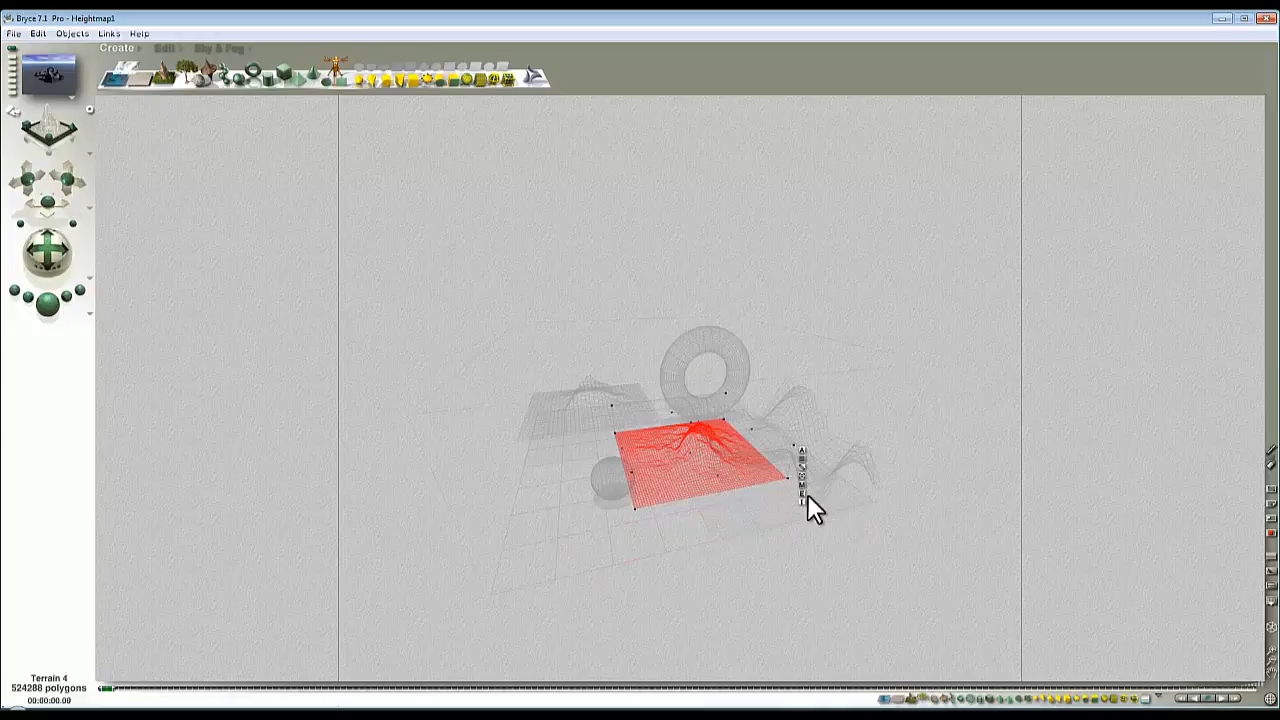 Bryce 7.1 Pro - Heightmap1
File Edit Objects Links Help
Create Edit Sky & Fog
A
M
E
Terrain 4
524288 polygons
00:00:00.00